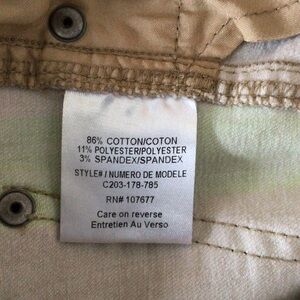 86% COTTON/COTON
11% POLYESTER/POLYESTER
3% SPANDEX/SPANDEX
STYLE# / NUMERO DE MODELE
C203-178-785
RN# 107677
Care on reverse
Entretien Au Verso